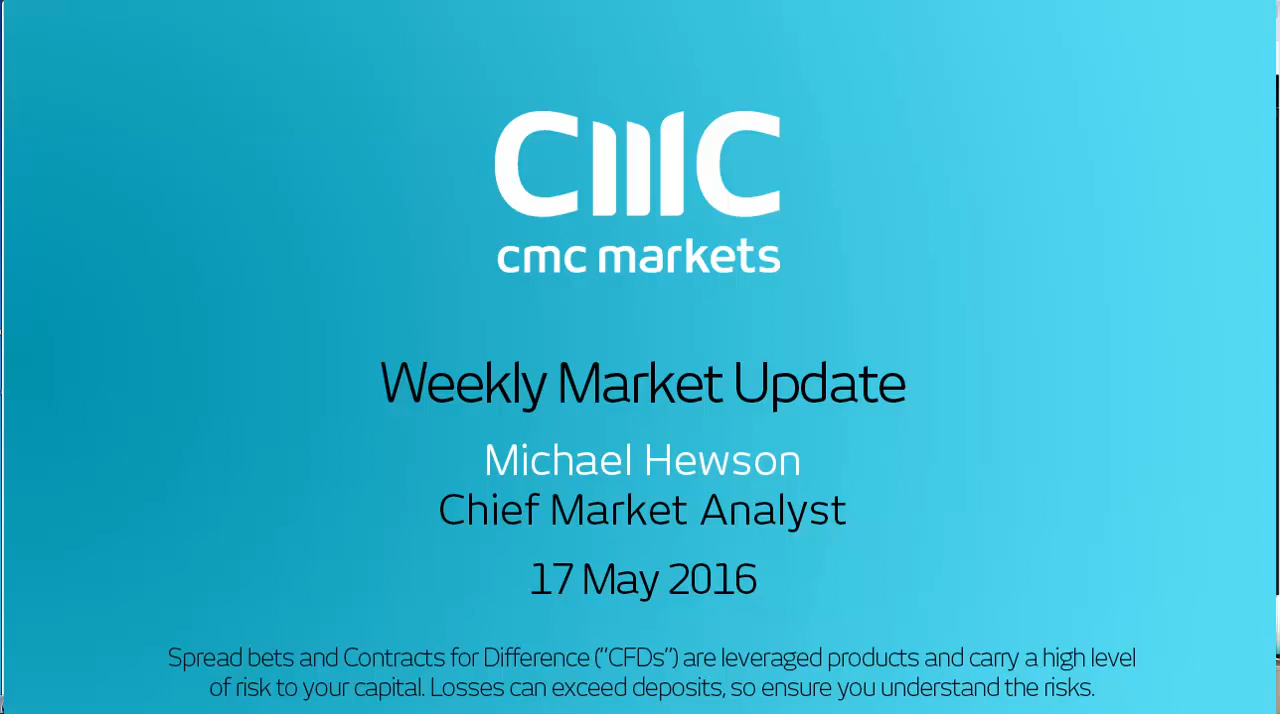 CMC
cmc markets
Weekly Market Update
Michael Hewson
Chief Market Analyst
17 May 2016
Spread bets and Contracts for Difference (“CFDs”) are leveraged products and carry a high level
of risk to your capital. Losses can exceed deposits, so ensure you understand the risks.